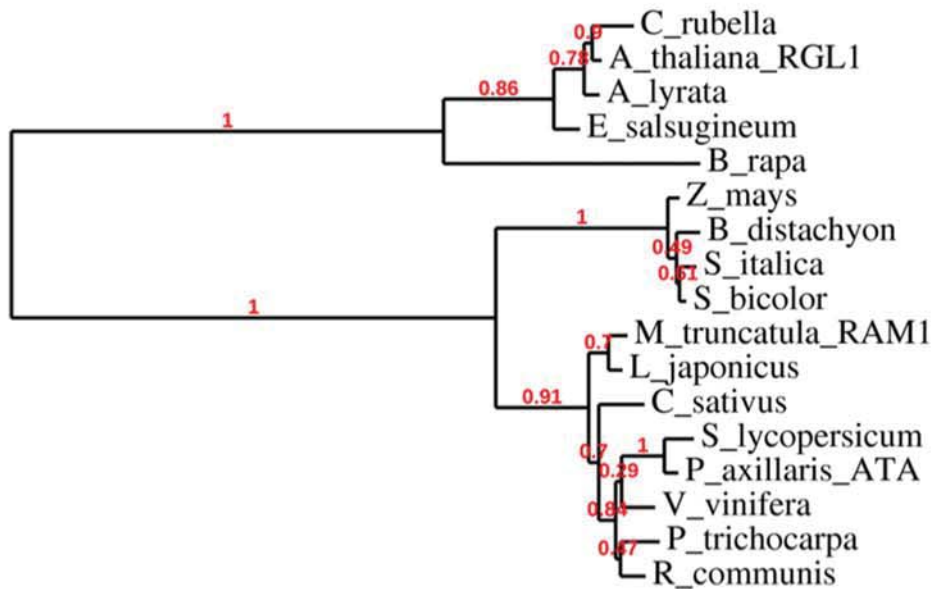 C_rubella
0.9
A_thaliana_RGL1
0.78
A_lyrata
0.86
E_salsugineum
1
B_rapa
Z_mays
1
B_distachyon
0.49
S_italica
0.61
S_bicolor
1
M_truncatula_RAM1
0.7
L_japonicus
0.91
C_sativus
S_lycopersicum
1
0.7
P_axillaris_ATA
0.29
V_vinifera
0.84
P_trichocarpa
R_communis